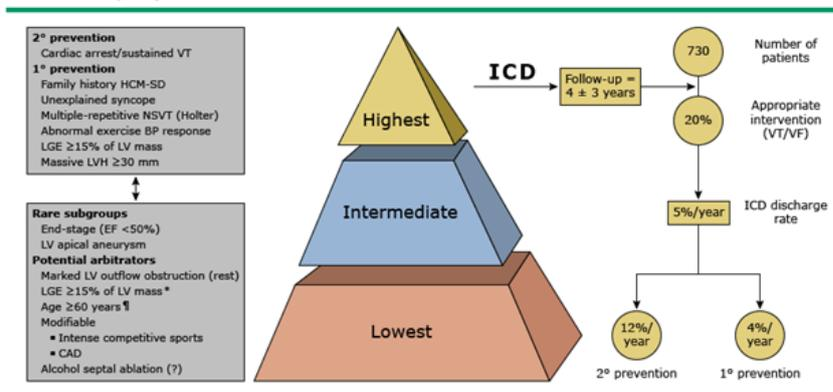 2° prevention
Cardiac arrest/sustained VT
1° prevention
Family history HCM-SD
Unexplained syncope
Multiple-repetitive NSVT (Holter)
Abnormal exercise BP response
LGE ≥15% of LV mass
Massive LVH ≥30 mm
Rare subgroups
End-stage (EF <50%)
LV apical aneurysm
Potential arbitrators
Marked LV outflow obstruction (rest)
LGE ≥15% of LV mass*
Age ≥60 years¶
Modifiable
▪ Intense competitive sports
▪ CAD
Alcohol septal ablation (?)
Highest
Intermediate
Lowest
ICD
Follow-up =
4 ± 3 years
730
Number of
patients
20%
Appropriate
intervention
(VT/VF)
5%/year
ICD discharge
rate
12%/
year
2° prevention
4%/
year
1° prevention